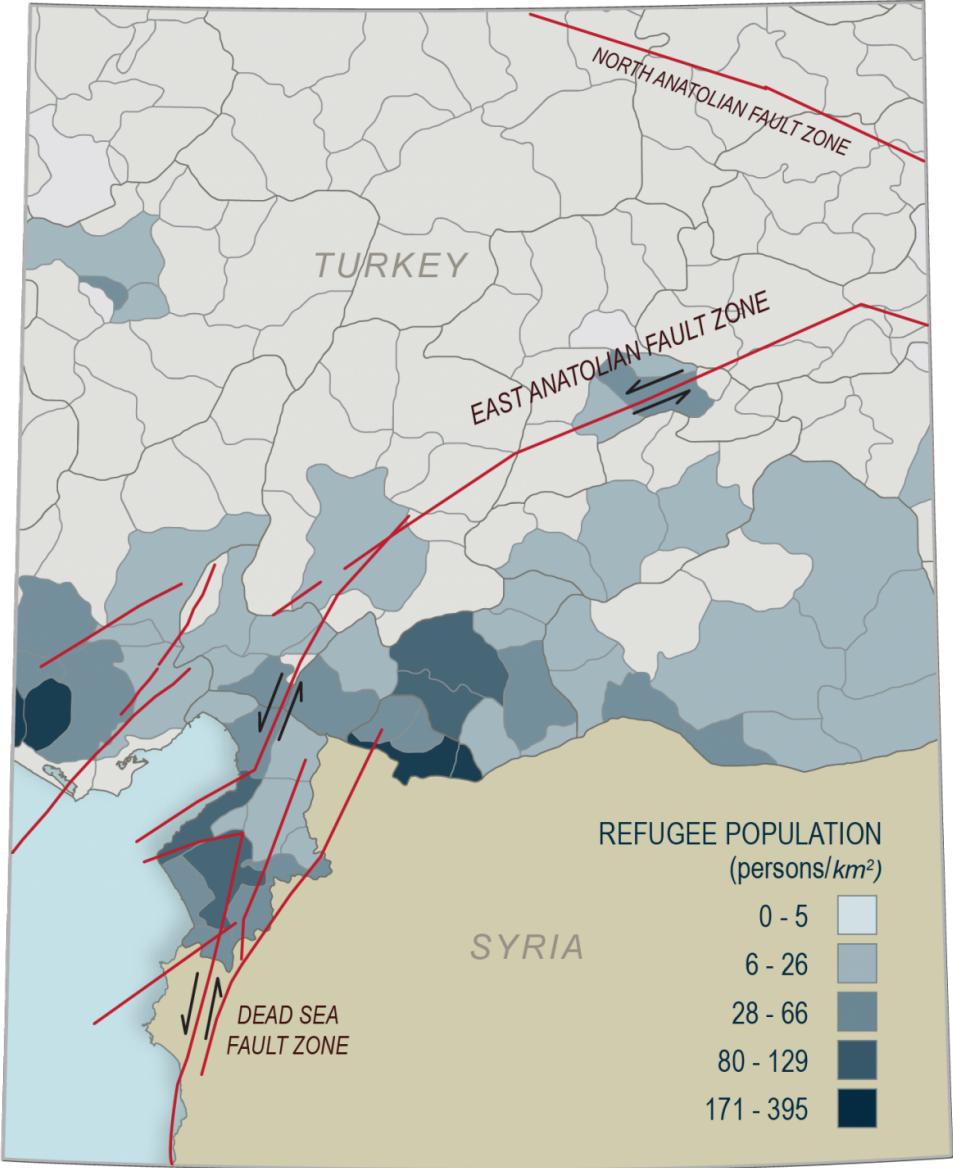 NORTH ANATOLIAN FAULT ZONE
TURKEY
EAST ANATOLIAN FAULT ZONE
REFUGEE POPULATION
(persons/km²)
0 - 5
6 - 26
28 - 66
80 - 129
171 - 395
SYRIA
DEAD SEA
FAULT ZONE